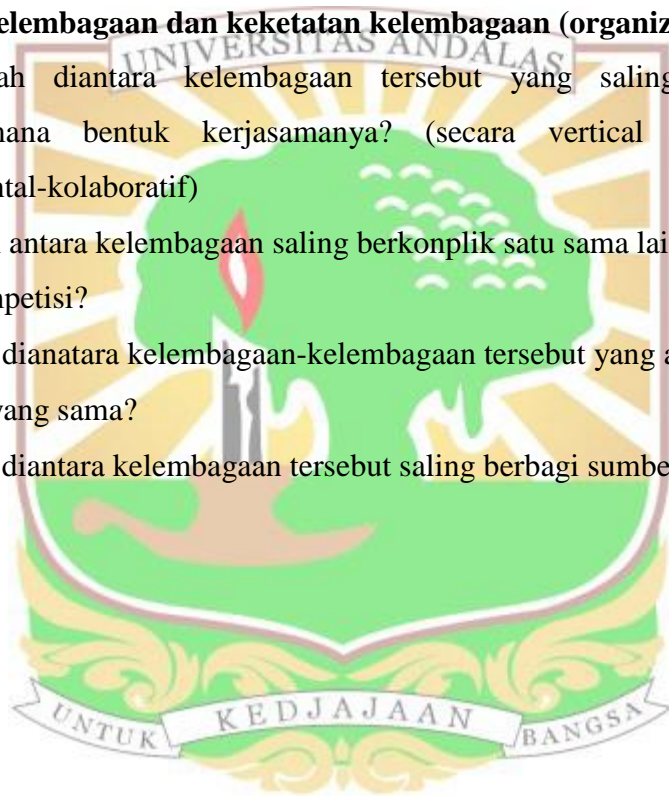 elembagaan dan keketatan kelembagaan (organiz
UNIVERSITAS ANDALAS
ah diantara kelembagaan tersebut yang saling
mana bentuk kerjasamanya? (secara vertical
ntal-kolaboratif)
antara kelembagaan saling berkonplik satu sama lai
npetisi?
dianatara kelembagaan-kelembagaan tersebut yang a
yang sama?
diantara kelembagaan tersebut saling berbagi sumbe
UNTUK KEDJAJAAN BANGSA